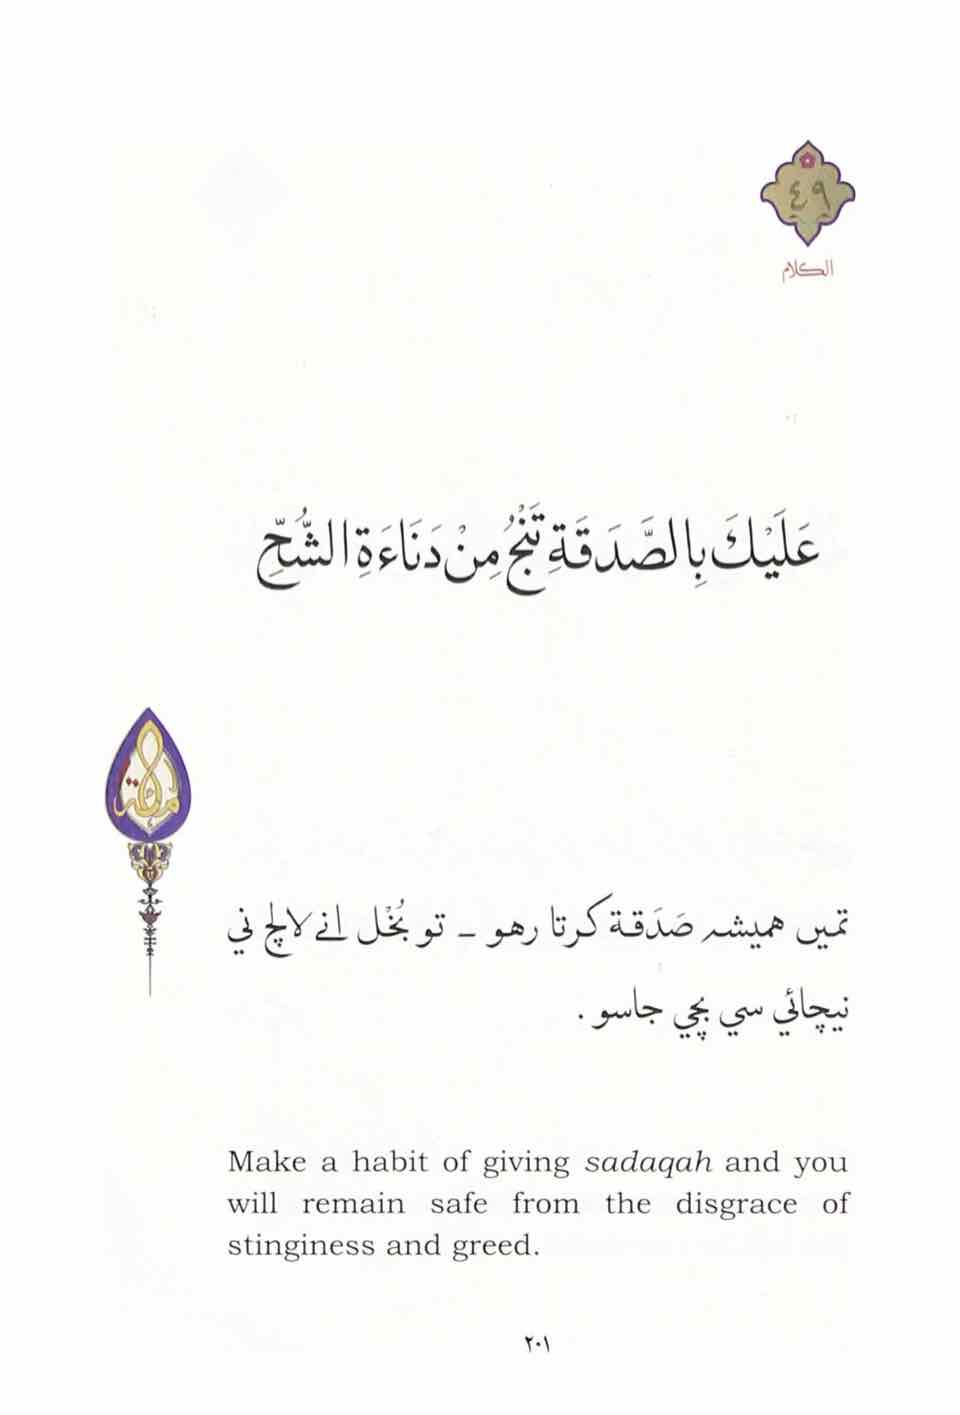 ٤٩
الكلام
عَلَيْكَ بِالصَّدَقَةِ تَنْجُ مِنْ دَنَاءَةِ الشُّحِّ
تميں هميشہ صَدَقة كرتا رهو ــ تو بُخْل انے لالچ ني
نيچائي سي بچي جاسو .
Make a habit of giving sadaqah and you
will remain safe from the disgrace of
stinginess and greed.
٢٠١